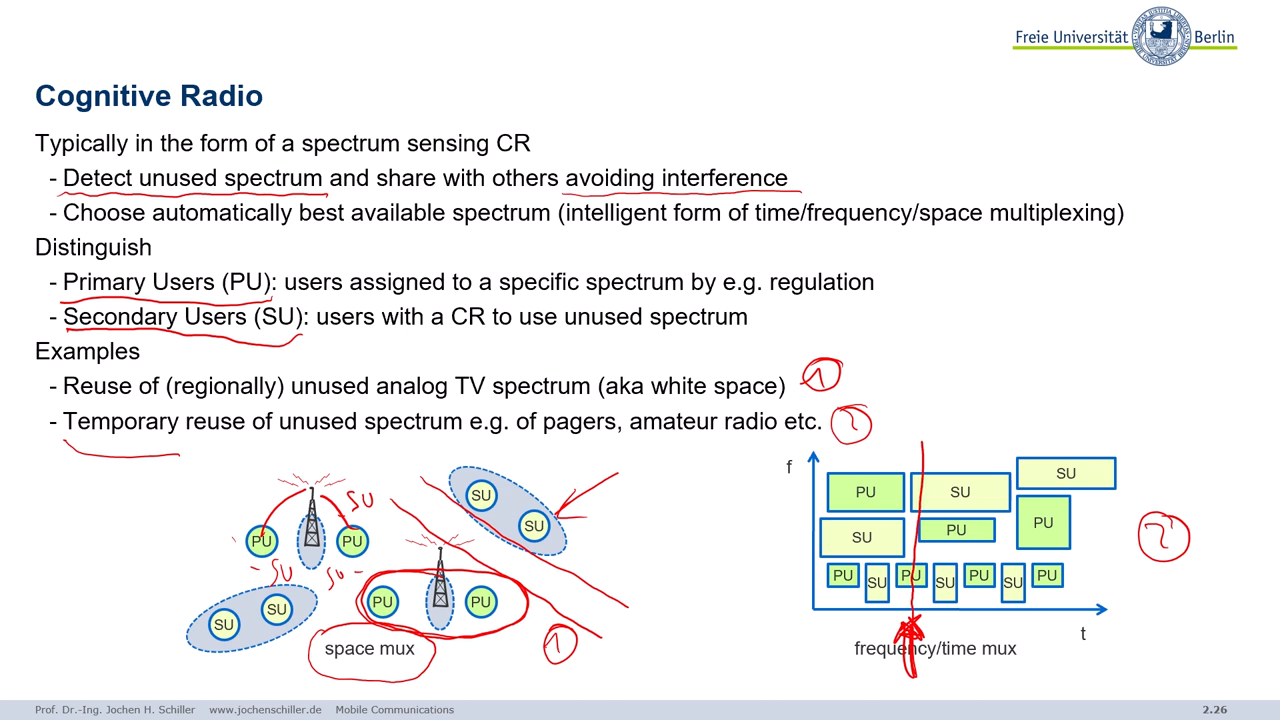 Freie Universität Berlin
Cognitive Radio
Typically in the form of a spectrum sensing CR
- Detect unused spectrum and share with others avoiding interference
- Choose automatically best available spectrum (intelligent form of time/frequency/space multiplexing)
Distinguish
- Primary Users (PU): users assigned to a specific spectrum by e.g. regulation
- Secondary Users (SU): users with a CR to use unused spectrum
Examples
- Reuse of (regionally) unused analog TV spectrum (aka white space) 1
- Temporary reuse of unused spectrum e.g. of pagers, amateur radio etc. 2
SU
PU
PU
SU
SU
SU
SU
SU
SU
PU
PU
space mux
1
f
PU
SU
SU
SU
PU
PU
PU
SU
PU
SU
PU
SU
PU
t
frequency/time mux
2
Prof. Dr.-Ing. Jochen H. Schiller www.jochenschiller.de Mobile Communications
2.26